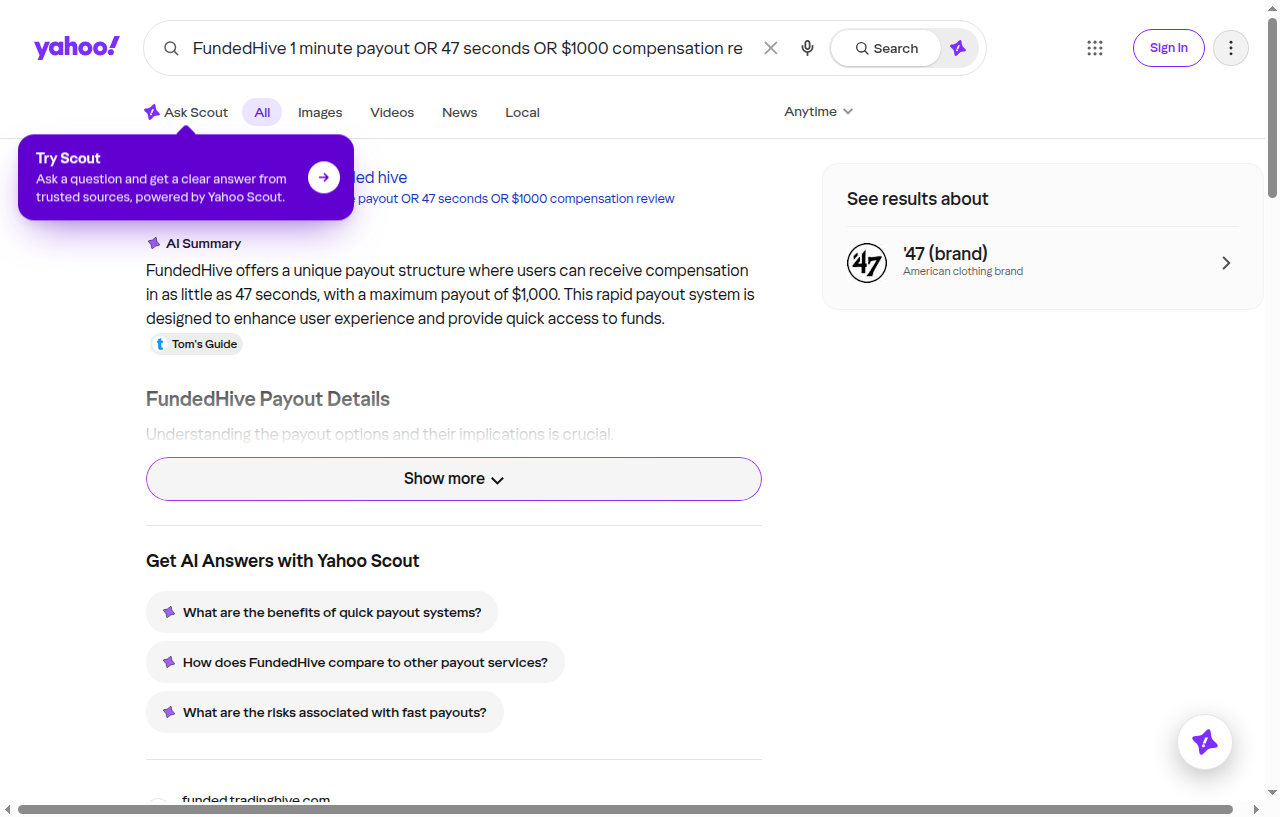 yahoo!
FundedHive 1 minute payout OR 47 seconds OR $1000 compensation re
Search
Sign In
Ask Scout
All
Images
Videos
News
Local
Anytime
Try Scout
Ask a question and get a clear answer from
trusted sources, powered by Yahoo Scout.
hive
payout OR 47 seconds OR $1000 compensation review
AI Summary
FundedHive offers a unique payout structure where users can receive compensation
in as little as 47 seconds, with a maximum payout of $1,000. This rapid payout system is
designed to enhance user experience and provide quick access to funds.
Tom's Guide
FundedHive Payout Details
Understanding the payout options and their implications is crucial.
Show more
Get AI Answers with Yahoo Scout
What are the benefits of quick payout systems?
How does FundedHive compare to other payout services?
What are the risks associated with fast payouts?
funded.tradinghive.com
See results about
47
'47 (brand)
American clothing brand